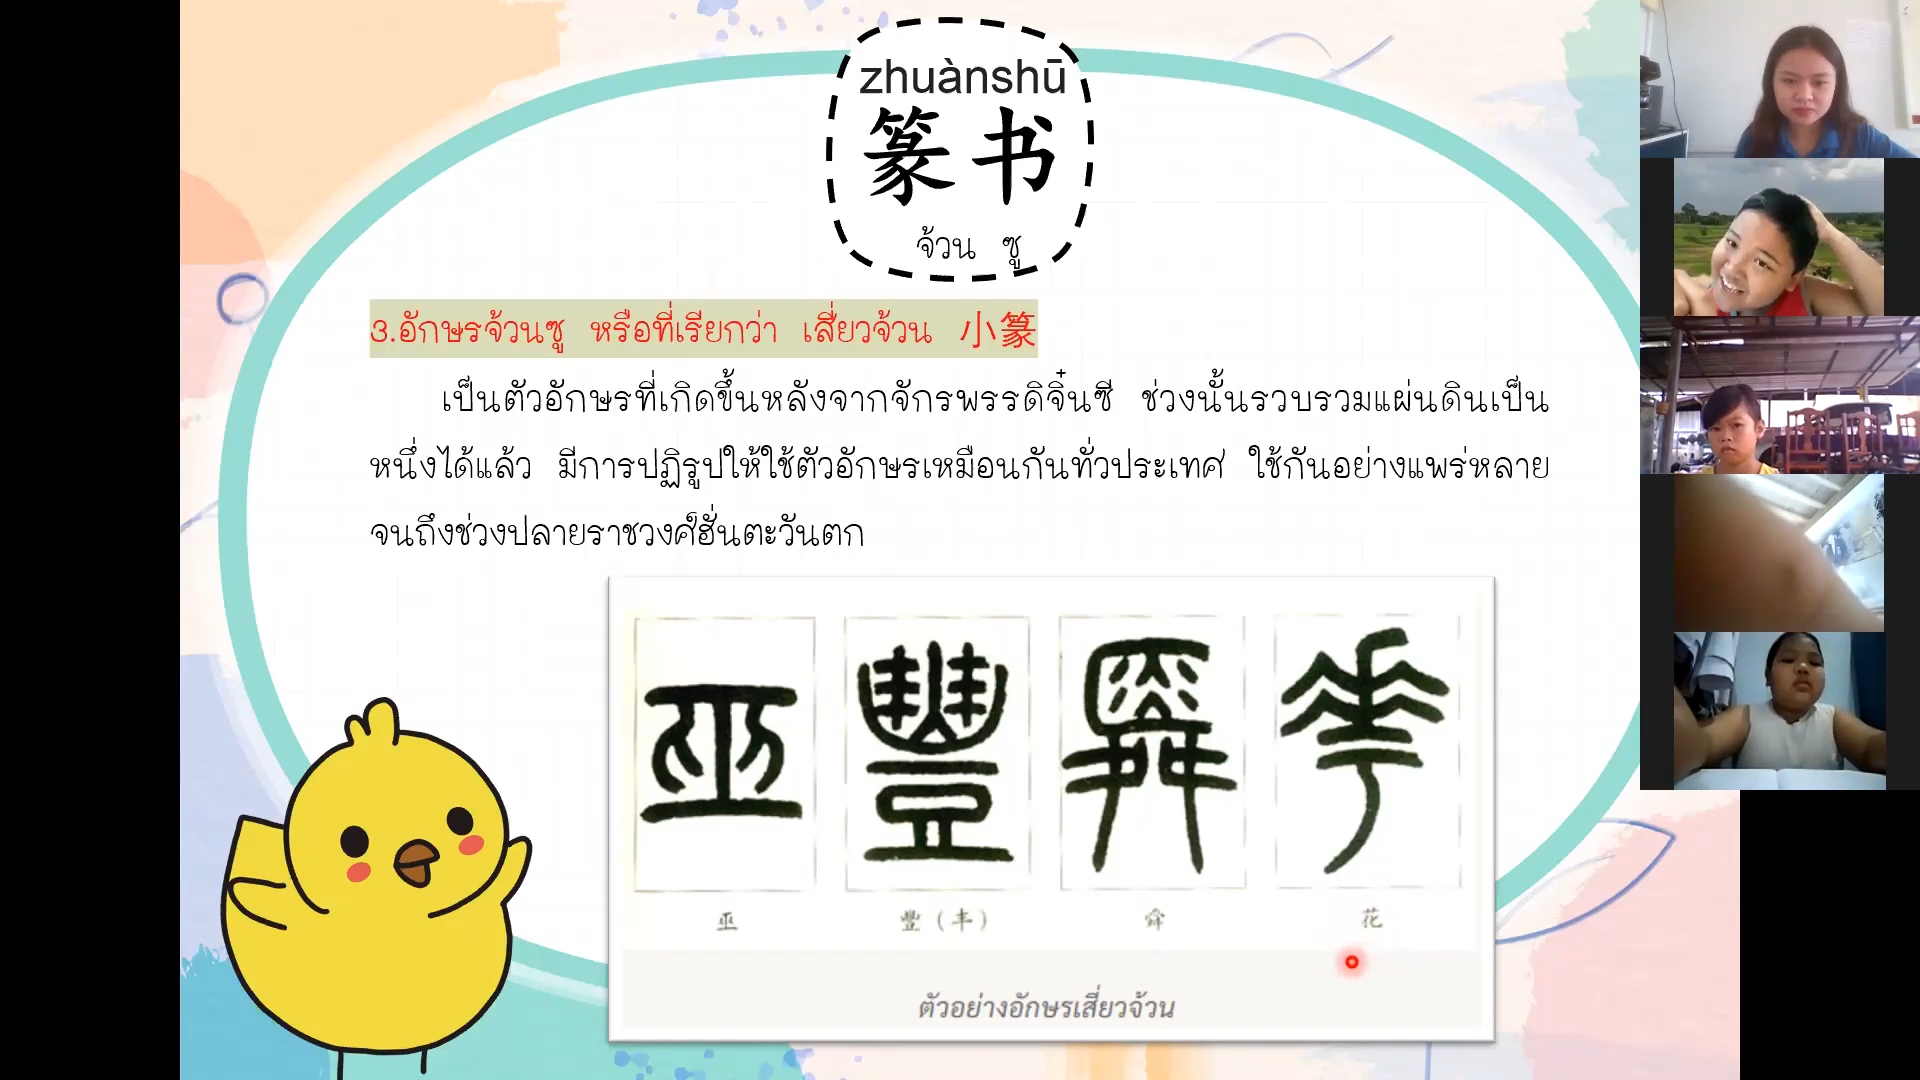 zhuànshū
篆书
จ้วน ซู
3.อักษรจ้วนซู หรือที่เรียกว่า เสี่ยวจ้วน 小篆
เป็นตัวอักษรที่เกิดขึ้นหลังจากจักรพรรดิจิ๋นซี ช่วงนั้นรวบรวมแผ่นดินเป็น
หนึ่งได้แล้ว มีการปฏิรูปให้ใช้ตัวอักษรเหมือนกันทั่วประเทศ ใช้กันอย่างแพร่หลาย
จนถึงช่วงปลายราชวงศ์ฮั่นตะวันตก
巫 豐 舜 花
巫 豐（丰） 舜 花
ตัวอย่างอักษรเสี่ยวจ้วน